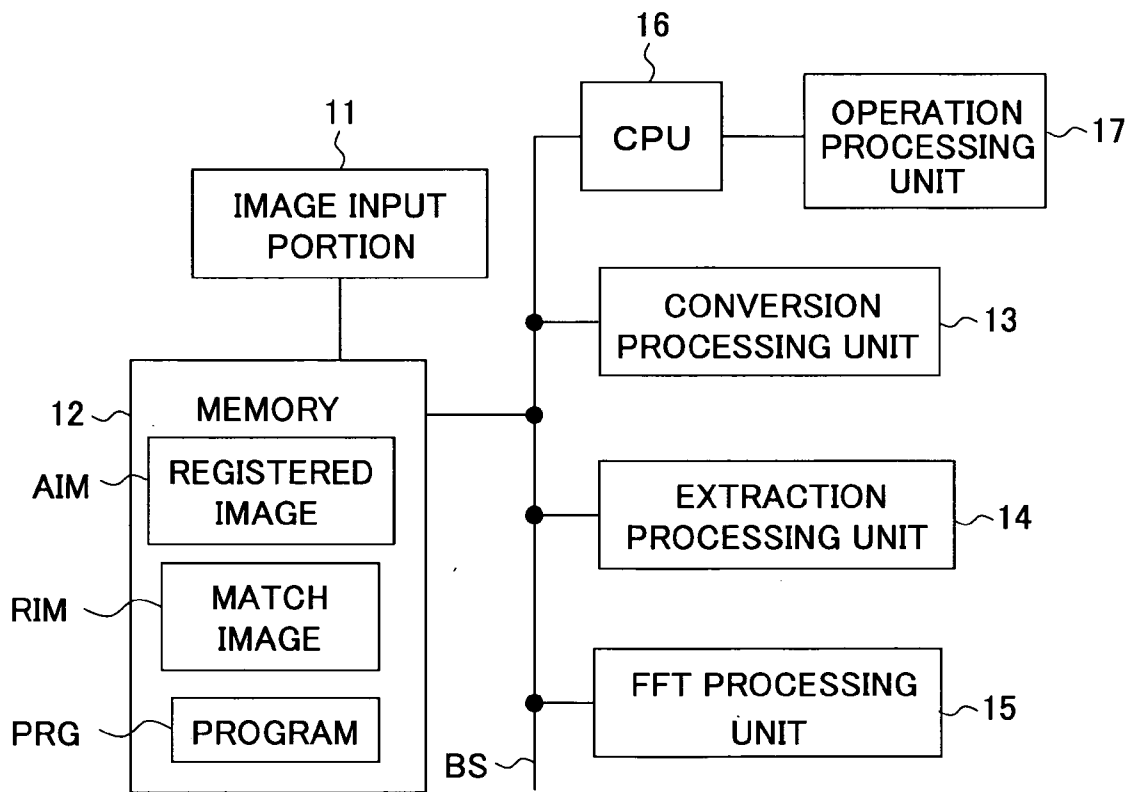 16
OPERATION
PROCESSING
UNIT
17
CPU
11
IMAGE INPUT
PORTION
CONVERSION
PROCESSING UNIT
13
12
MEMORY
REGISTERED
IMAGE
AIM
EXTRACTION
PROCESSING UNIT
14
RIM
MATCH
IMAGE
FFT PROCESSING
UNIT
15
PRG
PROGRAM
BS